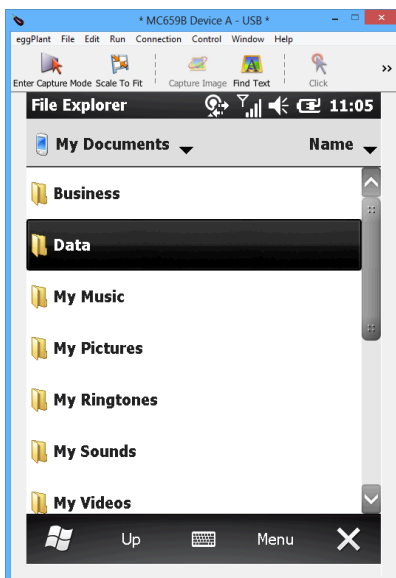 * MC659B Device A - USB *
eggPlant File Edit Run Connection Control Window Help
Enter Capture Mode Scale To Fit Capture Image Find Text Click
File Explorer 11:05
My Documents Name
Business
Data
My Music
My Pictures
My Ringtones
My Sounds
My Videos
Up Menu